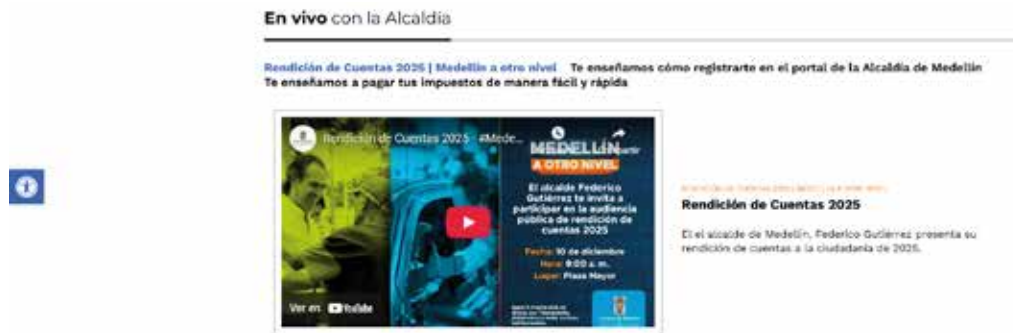 En vivo con la Alcaldía
Rendición de Cuentas 2025 | Medellín a otro nivel Te enseñamos cómo registrarte en el portal de la Alcaldía de Medellín
Te enseñamos a pagar tus impuestos de manera fácil y rápida
Rendición de Cuentas 2025 - #Mede...
MEDELLÍN
A OTRO NIVEL
El alcalde Federico
Gutiérrez te invita a
participar en la audiencia
pública de rendición de
cuentas 2025
Fecha: 10 de diciembre
Hora: 9:00 a. m.
Lugar: Plaza Mayor
Ver en YouTube
Rendición de Cuentas 2025
El el alcalde de Medellín, Federico Gutiérrez presenta su
rendición de cuentas a la ciudadanía de 2025.